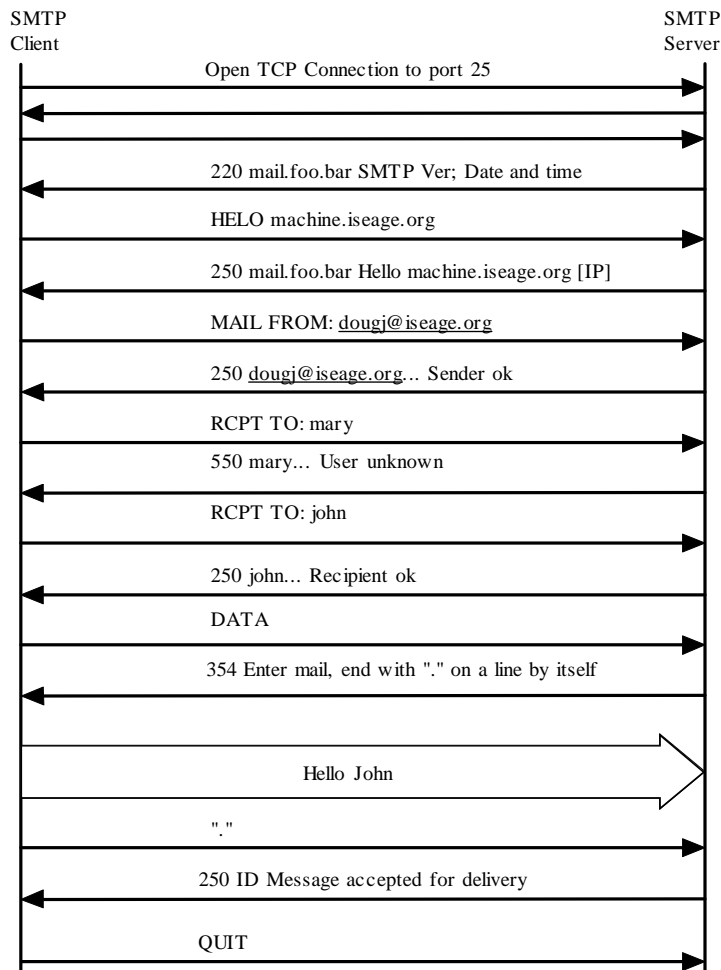 SMTP
Client
SMTP
Server
Open TCP Connection to port 25
220 mail.foo.bar SMTP Ver; Date and time
HELO machine.iseage.org
250 mail.foo.bar Hello machine.iseage.org [IP]
MAIL FROM: dougj@iseage.org
250 dougj@iseage.org... Sender ok
RCPT TO: mary
550 mary... User unknown
RCPT TO: john
250 john... Recipient ok
DATA
354 Enter mail, end with "." on a line by itself
Hello John
"."
250 ID Message accepted for delivery
QUIT